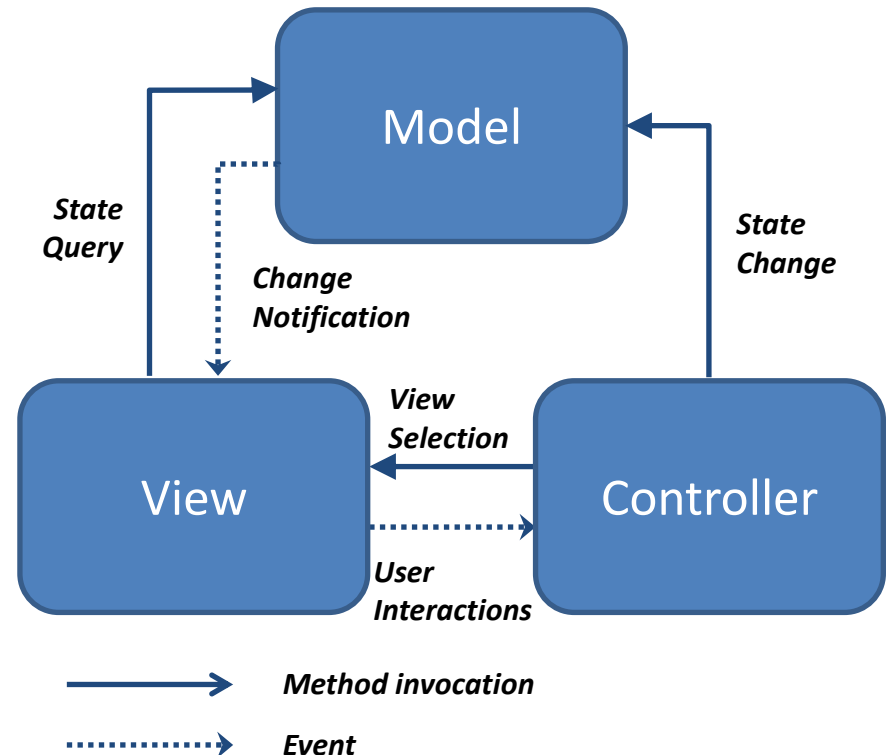 Model
State
Query
Change
Notification
State
Change
View
Selection
View
Controller
User
Interactions
Method invocation
Event